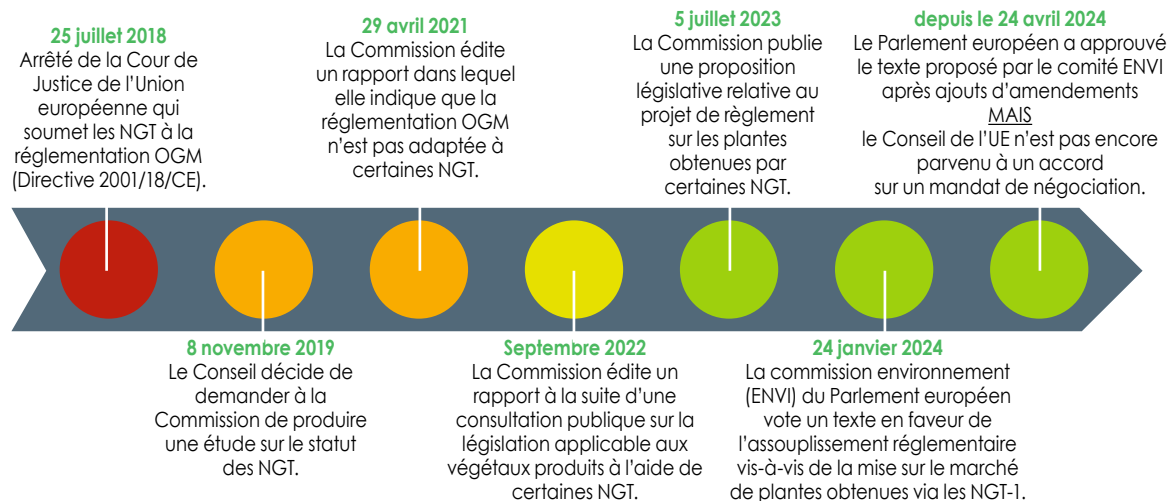 25 juillet 2018
Arrêté de la Cour de
Justice de l’Union
européenne qui
soumet les NGT à la
réglementation OGM
(Directive 2001/18/CE).
29 avril 2021
La Commission édite
un rapport dans lequel
elle indique que la
réglementation OGM
n'est pas adaptée à
certaines NGT.
5 juillet 2023
La Commission publie
une proposition
législative relative au
projet de règlement
sur les plantes
obtenues par
certaines NGT.
depuis le 24 avril 2024
Le Parlement européen a approuvé
le texte proposé par le comité ENVI
après ajouts d’amendements
MAIS
le Conseil de l’UE n’est pas encore
parvenu à un accord
sur un mandat de négociation.
8 novembre 2019
Le Conseil décide de
demander à la
Commission de produire
une étude sur le statut
des NGT.
Septembre 2022
La Commission édite un
rapport à la suite d’une
consultation publique sur la
législation applicable aux
végétaux produits à l’aide de
certaines NGT.
24 janvier 2024
La commission environnement
(ENVI) du Parlement européen
vote un texte en faveur de
l’assouplissement réglementaire
vis-à-vis de la mise sur le marché
de plantes obtenues via les NGT-1.